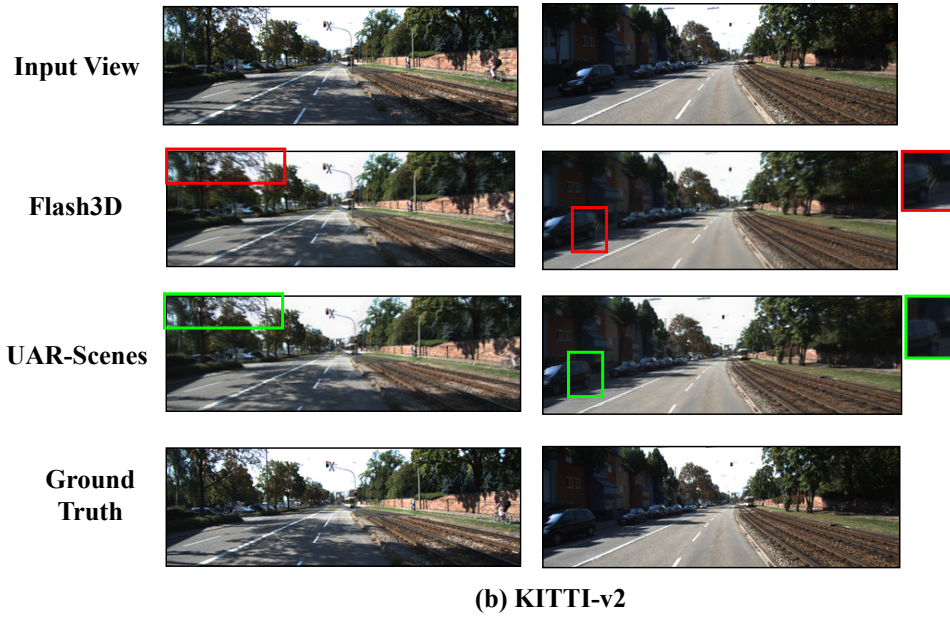 Input View
Flash3D
UAR-Scenes
Ground
Truth
(b) KITTI-v2